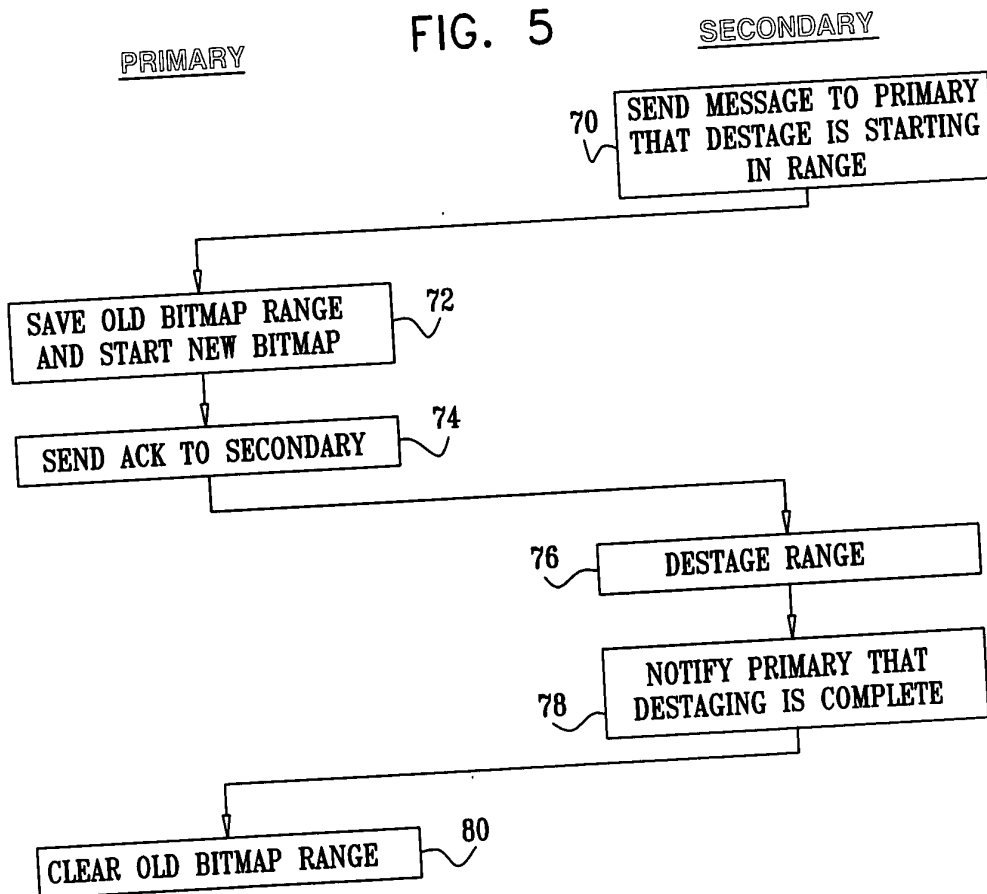 FIG. 5
PRIMARY
SECONDARY
70
SEND MESSAGE TO PRIMARY
THAT DESTAGE IS STARTING
IN RANGE
SAVE OLD BITMAP RANGE
AND START NEW BITMAP
72
SEND ACK TO SECONDARY
74
76
DESTAGE RANGE
78
NOTIFY PRIMARY THAT
DESTAGING IS COMPLETE
CLEAR OLD BITMAP RANGE
80